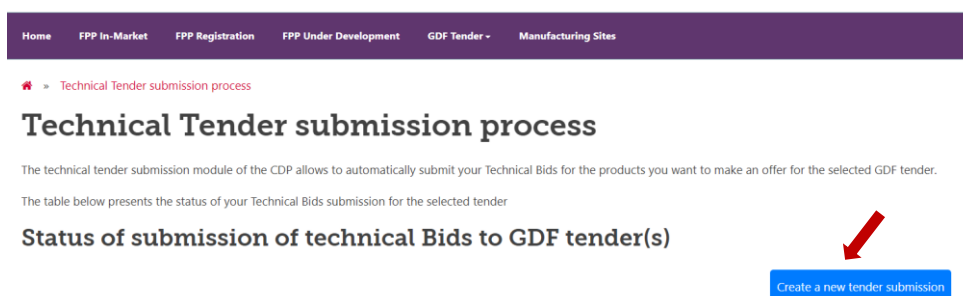 Home FPP In-Market FPP Registration FPP Under Development GDF Tender Manufacturing Sites
» Technical Tender submission process
Technical Tender submission process
The technical tender submission module of the CDP allows to automatically submit your Technical Bids for the products you want to make an offer for the selected GDF tender.
The table below presents the status of your Technical Bids submission for the selected tender
Status of submission of technical Bids to GDF tender(s)
Create a new tender submission